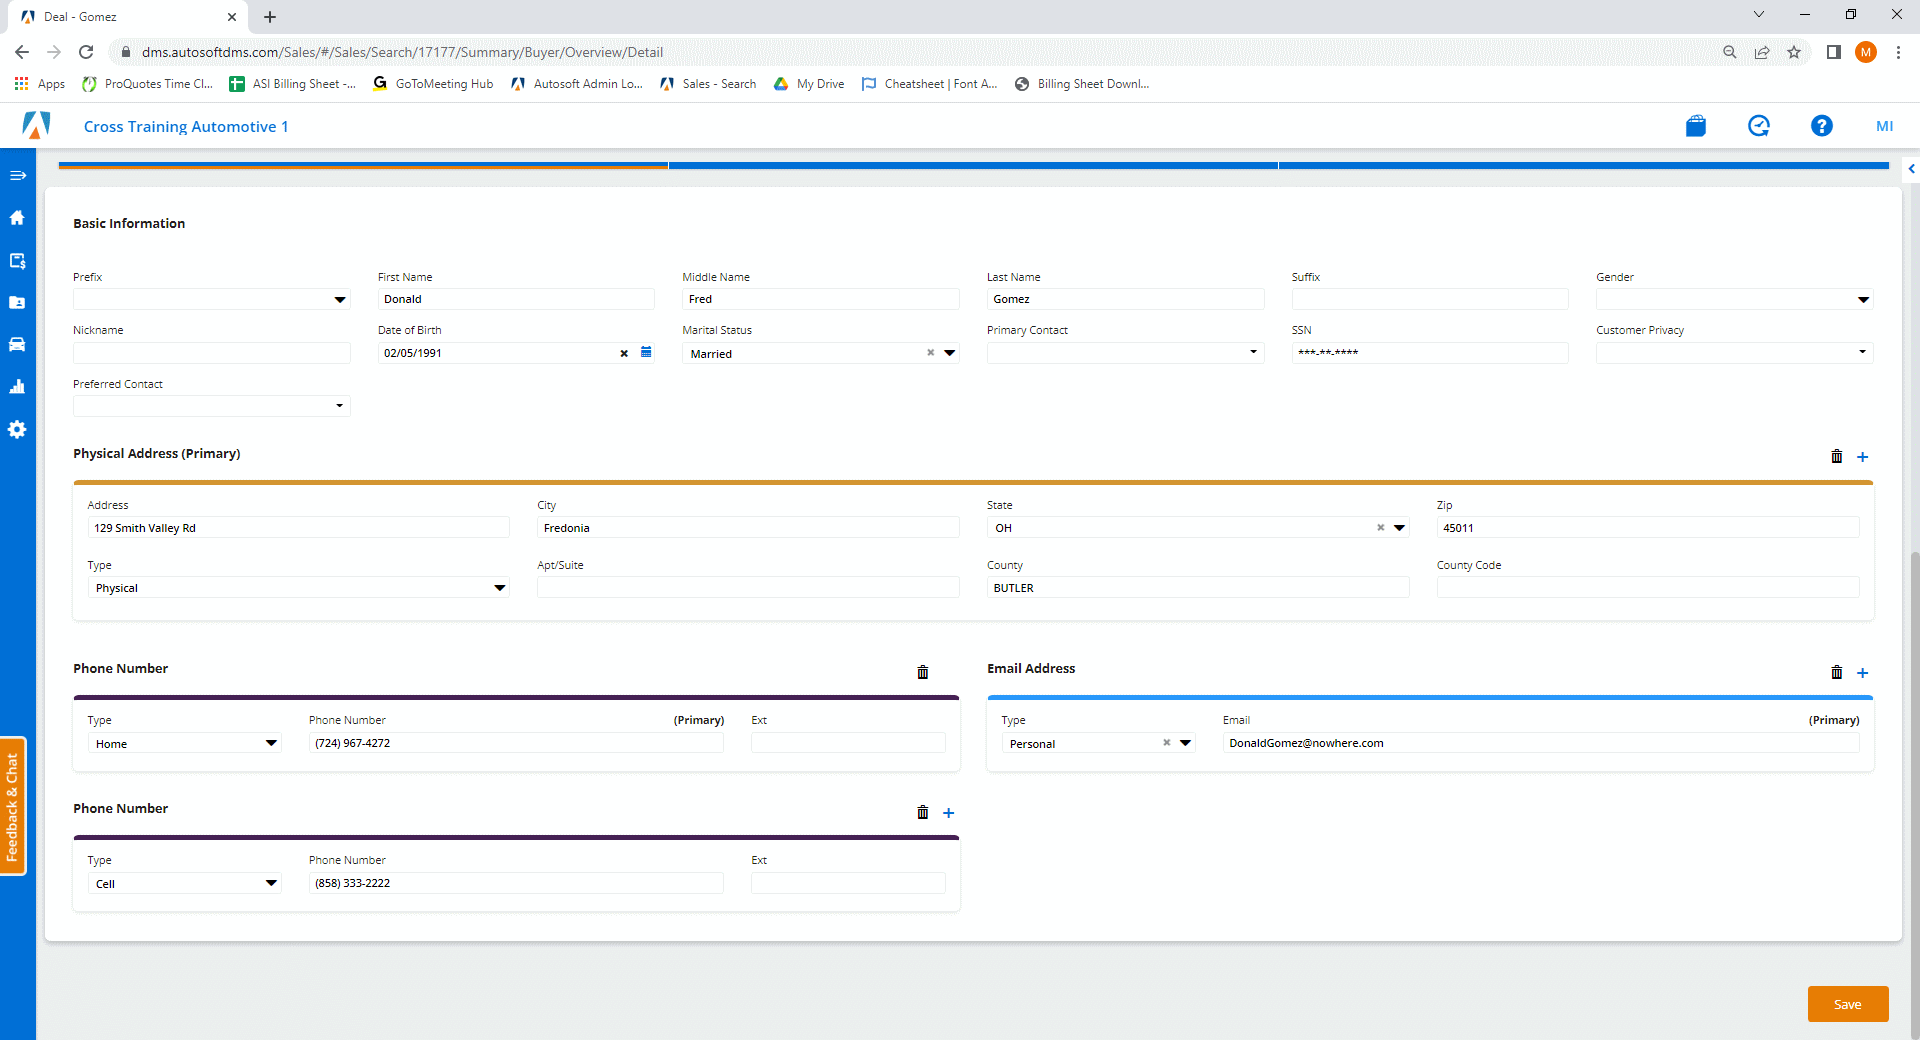 Deal - Gomez
dms.autosoftdms.com/Sales/#/Sales/Search/17177/Summary/Buyer/Overview/Detail
M
Apps ProQuotes Time Cl... ASI Billing Sheet -... GoToMeeting Hub Autosoft Admin Lo... Sales - Search My Drive Cheatsheet | Font A... Billing Sheet Downl...
Cross Training Automotive 1 MI
Basic Information
Prefix First Name Middle Name Last Name Suffix Gender
Donald Fred Gomez
Nickname Date of Birth Marital Status Primary Contact SSN Customer Privacy
02/05/1991 Married ***-**-****
Preferred Contact
Physical Address (Primary)
Address City State Zip
129 Smith Valley Rd Fredonia OH 45011
Type Apt/Suite County County Code
Physical BUTLER
Phone Number Email Address
Type Phone Number (Primary) Ext Type Email (Primary)
Home (724) 967-4272 Personal DonaldGomez@nowhere.com
Feedback & Chat
Phone Number
Type Phone Number Ext
Cell (858) 333-2222
Save